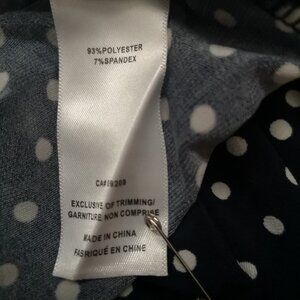 93%POLYESTER
7%SPANDEX
EXCLUSIVE OF TRIMMING/
GARNITURE NON COMPRISE
MADE IN CHINA
FABRIQUÉ EN CHINE